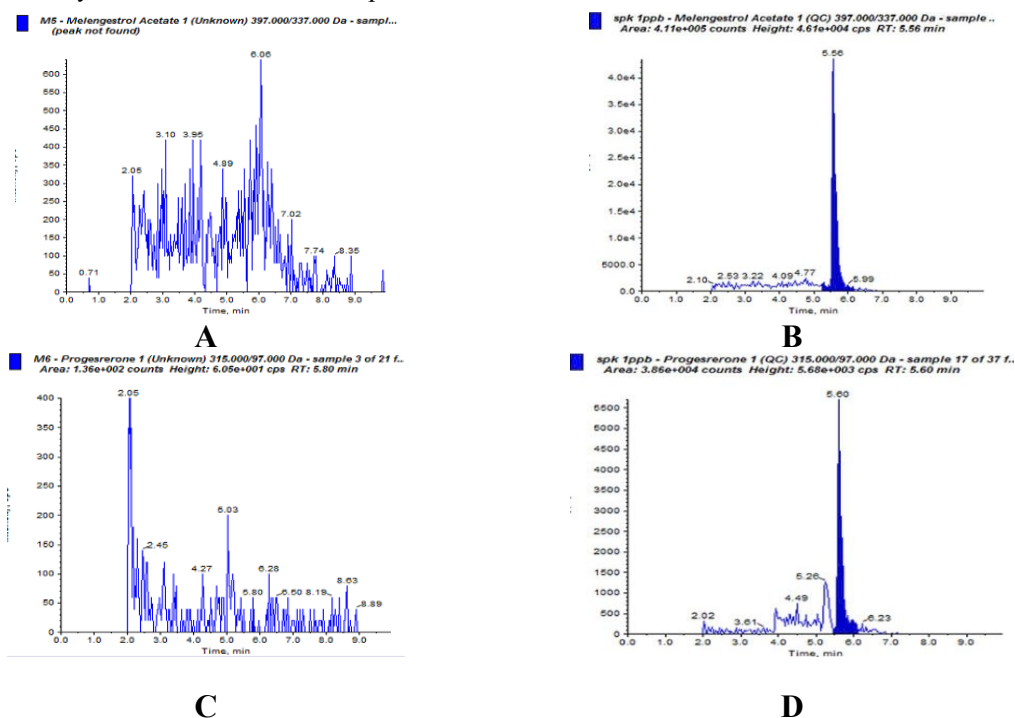 M5 - Melengestrol Acetate 1 (Unknown) 397.000/337.000 Da - sampl...
(peak not found)
6.06
600
550
500
450
400
350
300
250
200
150
100
50
0
3.10
3.95
2.05
4.89
7.02
7.74
8.35
0.71
0.0 1.0 2.0 3.0 4.0 5.0 6.0 7.0 8.0 9.0
Time, min
A
spk 1ppb - Melengestrol Acetate 1 (QC) 397.000/337.000 Da - sample ..
Area: 4.11e+005 counts Height: 4.61e+004 cps RT: 5.56 min
5.56
4.0e4
3.5e4
3.0e4
2.5e4
2.0e4
1.5e4
1.0e4
5000.0
0.0
2.10
2.53
3.22
4.09
4.77
5.99
0.0 1.0 2.0 3.0 4.0 5.0 6.0 7.0 8.0 9.0
Time, min
B
M6 - Progesrerone 1 (Unknown) 315.000/97.000 Da - sample 3 of 21 f...
Area: 1.36e+002 counts Height: 6.05e+001 cps RT: 5.80 min
2.05
400
350
300
250
200
150
100
50
0
5.03
2.45
4.27
5.80
6.28
6.50
8.19
8.63
8.89
0.0 1.0 2.0 3.0 4.0 5.0 6.0 7.0 8.0 9.0
Time, min
C
spk 1ppb - Progesrerone 1 (QC) 315.000/97.000 Da - sample 17 of 37 f...
Area: 3.86e+004 counts Height: 5.68e+003 cps RT: 5.60 min
5.60
5500
5000
4500
4000
3500
3000
2500
2000
1500
1000
500
0
5.26
4.49
2.02
3.61
6.23
0.0 1.0 2.0 3.0 4.0 5.0 6.0 7.0 8.0 9.0
Time, min
D